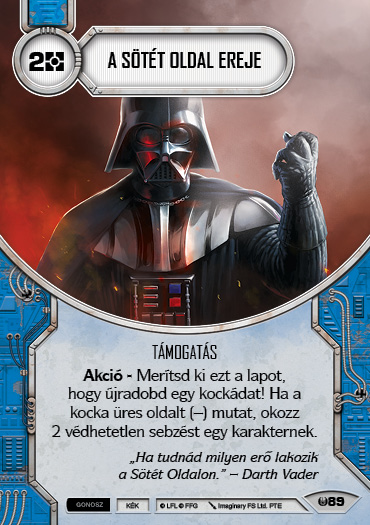 2
A SÖTÉT OLDAL EREJE
TÁMOGATÁS
Akció - Merítsd ki ezt a lapot,
hogy újradobd egy kockádat! Ha a
kocka üres oldalt (–) mutat, okozz
2 védhetetlen sebzést egy karakternek.
„Ha tudnád milyen erő lakozik
a Sötét Oldalon.” – Darth Vader
GONOSZ KÉK © LFL © FFG Imaginary FS Ltd. PTE 89